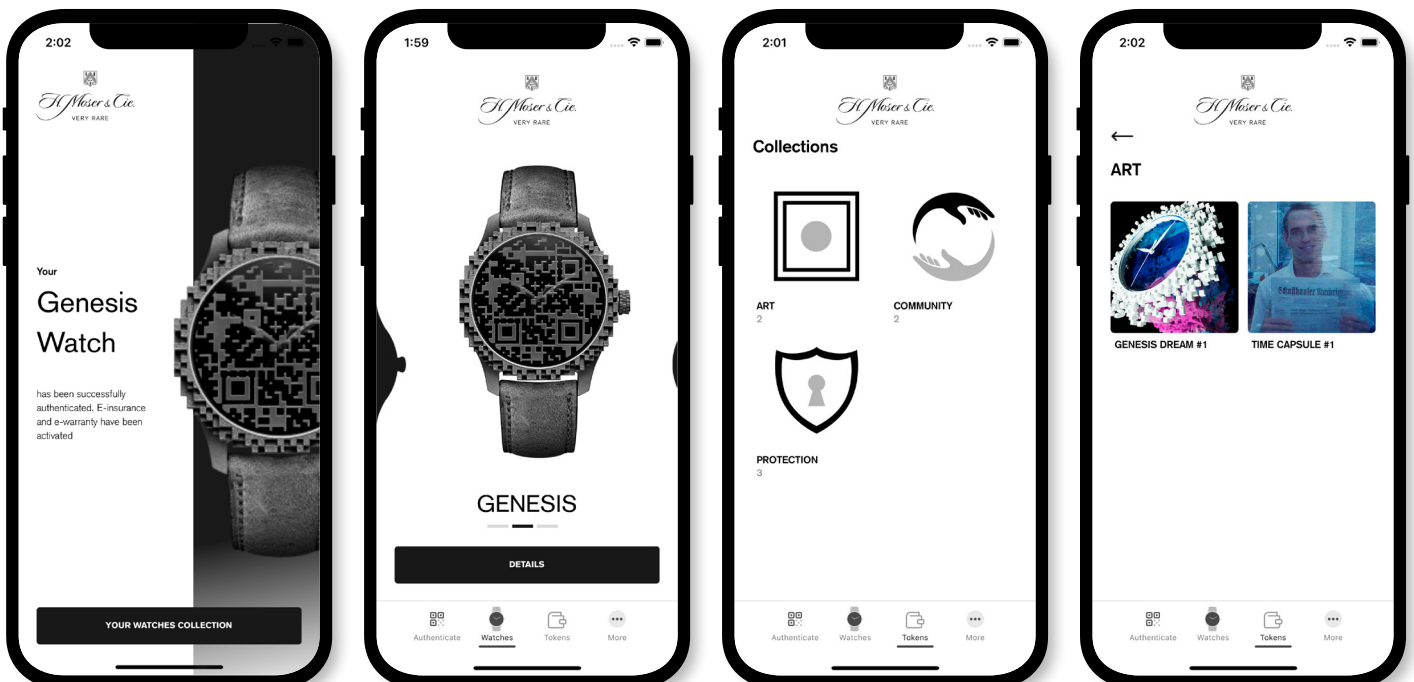 2:02
H. Moser & Cie.
VERY RARE
Your
Genesis
Watch
has been successfully
authenticated. E-insurance
and e-warranty have been
activated
YOUR WATCHES COLLECTION
1:59
H. Moser & Cie.
VERY RARE
GENESIS
DETAILS
Authenticate
Watches
Tokens
More
2:01
H. Moser & Cie.
VERY RARE
Collections
ART
2
COMMUNITY
2
PROTECTION
3
Authenticate
Watches
Tokens
More
2:02
H. Moser & Cie.
VERY RARE
ART
Schaffhauser Nachrichten
GENESIS DREAM #1
TIME CAPSULE #1
Authenticate
Watches
Tokens
More